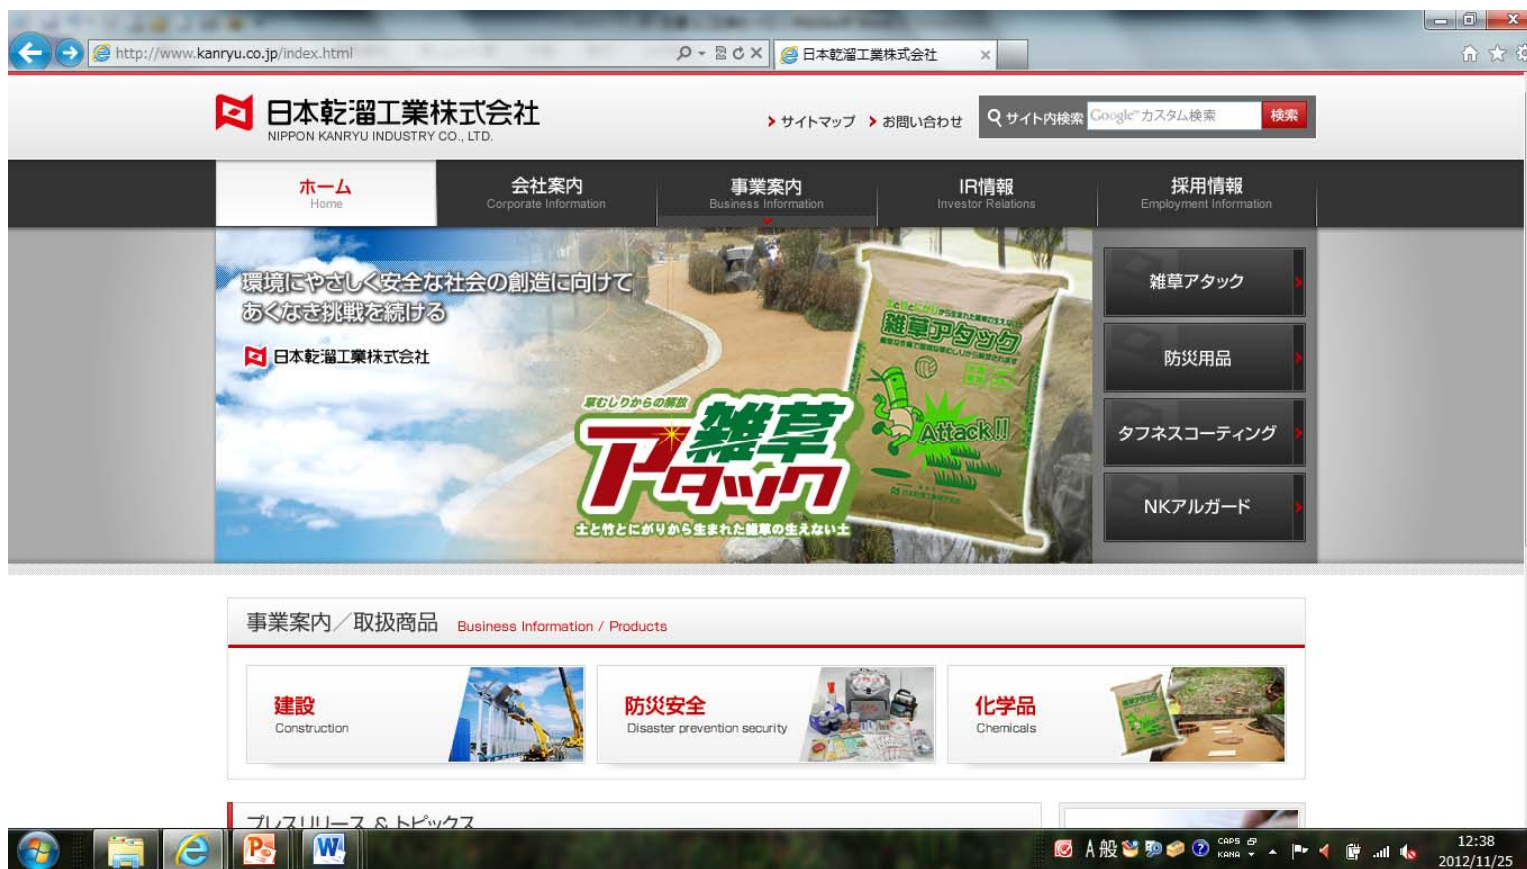 http://www.kanryu.co.jp/index.html
日本乾溜工業株式会社
日本乾溜工業株式会社
NIPPON KANRYU INDUSTRY CO., LTD.
サイトマップ
お問い合わせ
サイト内検索
Google™カスタム検索
検索
ホーム
Home
会社案内
Corporate Information
事業案内
Business Information
IR情報
Investor Relations
採用情報
Employment Information
環境にやさしく安全な社会の創造に向けて
あくなき挑戦を続ける
日本乾溜工業株式会社
草むしりからの解放
雑草
アタック
土と竹とにがりから生まれた雑草の生えない土
雑草アタック
Attack!!
雑草アタック
防災用品
タフネスコーティング
NKアルガード
事業案内／取扱商品
Business Information / Products
建設
Construction
防災安全
Disaster prevention security
化学品
Chemicals
プレスリリース & トピックス
A 般
CAPS
KANA
12:38
2012/11/25